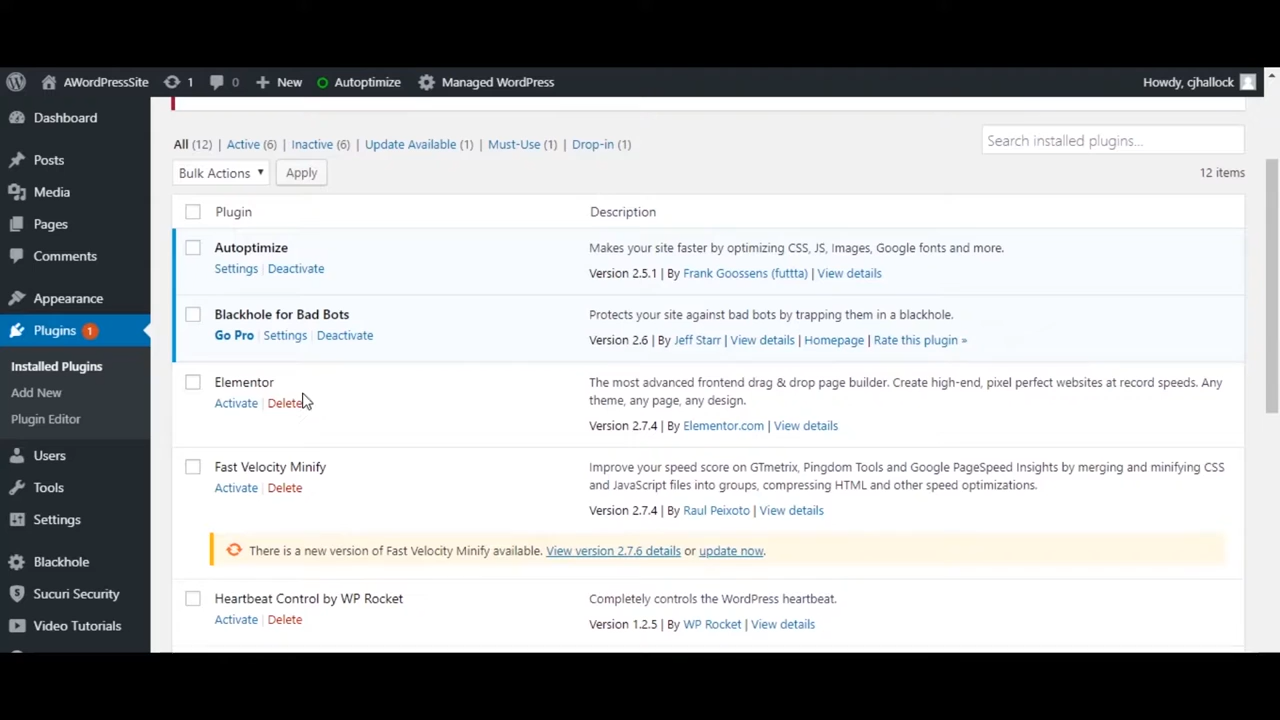 AWordPressSite 1 0 New Autoptimize Managed WordPress Howdy, cjhallock
Dashboard
Posts
Media
Pages
Comments
Appearance
Plugins 1
Installed Plugins
Add New
Plugin Editor
Users
Tools
Settings
Blackhole
Sucuri Security
Video Tutorials
All (12) | Active (6) | Inactive (6) | Update Available (1) | Must-Use (1) | Drop-in (1)
Search installed plugins...
Bulk Actions Apply
12 items
Plugin Description
Autoptimize
Settings | Deactivate
Makes your site faster by optimizing CSS, JS, Images, Google fonts and more.
Version 2.5.1 | By Frank Goossens (futtta) | View details
Blackhole for Bad Bots
Go Pro | Settings | Deactivate
Protects your site against bad bots by trapping them in a blackhole.
Version 2.6 | By Jeff Starr | View details | Homepage | Rate this plugin »
Elementor
Activate | Delete
The most advanced frontend drag & drop page builder. Create high-end, pixel perfect websites at record speeds. Any
theme, any page, any design.
Version 2.7.4 | By Elementor.com | View details
Fast Velocity Minify
Activate | Delete
Improve your speed score on GTmetrix, Pingdom Tools and Google PageSpeed Insights by merging and minifying CSS
and JavaScript files into groups, compressing HTML and other speed optimizations.
Version 2.7.4 | By Raul Peixoto | View details
There is a new version of Fast Velocity Minify available. View version 2.7.6 details or update now.
Heartbeat Control by WP Rocket
Activate | Delete
Completely controls the WordPress heartbeat.
Version 1.2.5 | By WP Rocket | View details